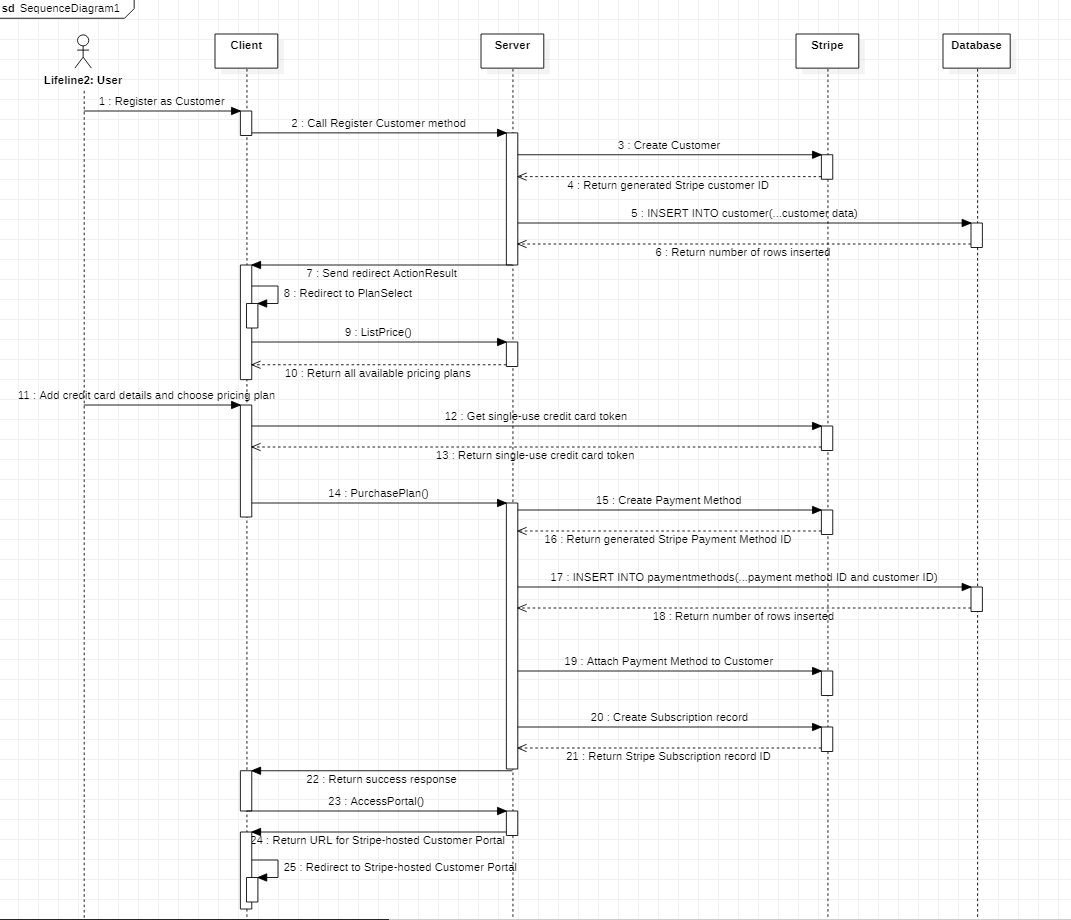 sd SequenceDiagram1
Client
Server
Stripe
Database
Lifeline2: User
1 : Register as Customer
2 : Call Register Customer method
3 : Create Customer
4 : Return generated Stripe customer ID
5 : INSERT INTO customer(...customer data)
6 : Return number of rows inserted
7 : Send redirect ActionResult
8 : Redirect to PlanSelect
9 : ListPrice()
10 : Return all available pricing plans
11 : Add credit card details and choose pricing plan
12 : Get single-use credit card token
13 : Return single-use credit card token
14 : PurchasePlan()
15 : Create Payment Method
16 : Return generated Stripe Payment Method ID
17 : INSERT INTO paymentmethods(...payment method ID and customer ID)
18 : Return number of rows inserted
19 : Attach Payment Method to Customer
20 : Create Subscription record
21 : Return Stripe Subscription record ID
22 : Return success response
23 : AccessPortal()
24 : Return URL for Stripe-hosted Customer Portal
25 : Redirect to Stripe-hosted Customer Portal